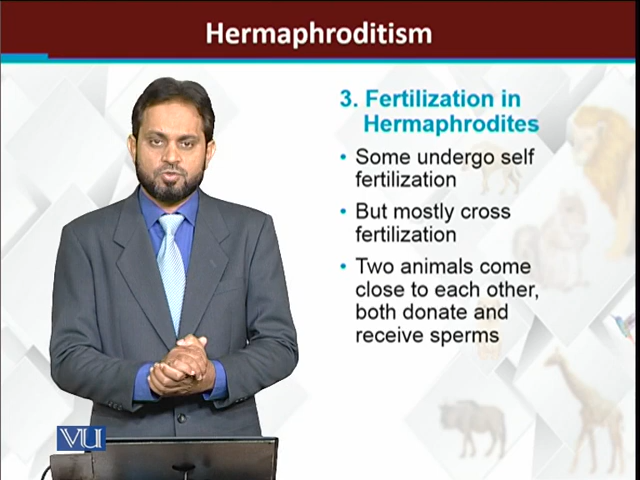 Hermaphroditism
3. Fertilization in
Hermaphrodites
• Some undergo self
fertilization
• But mostly cross
fertilization
• Two animals come
close to each other,
both donate and
receive sperms
VU